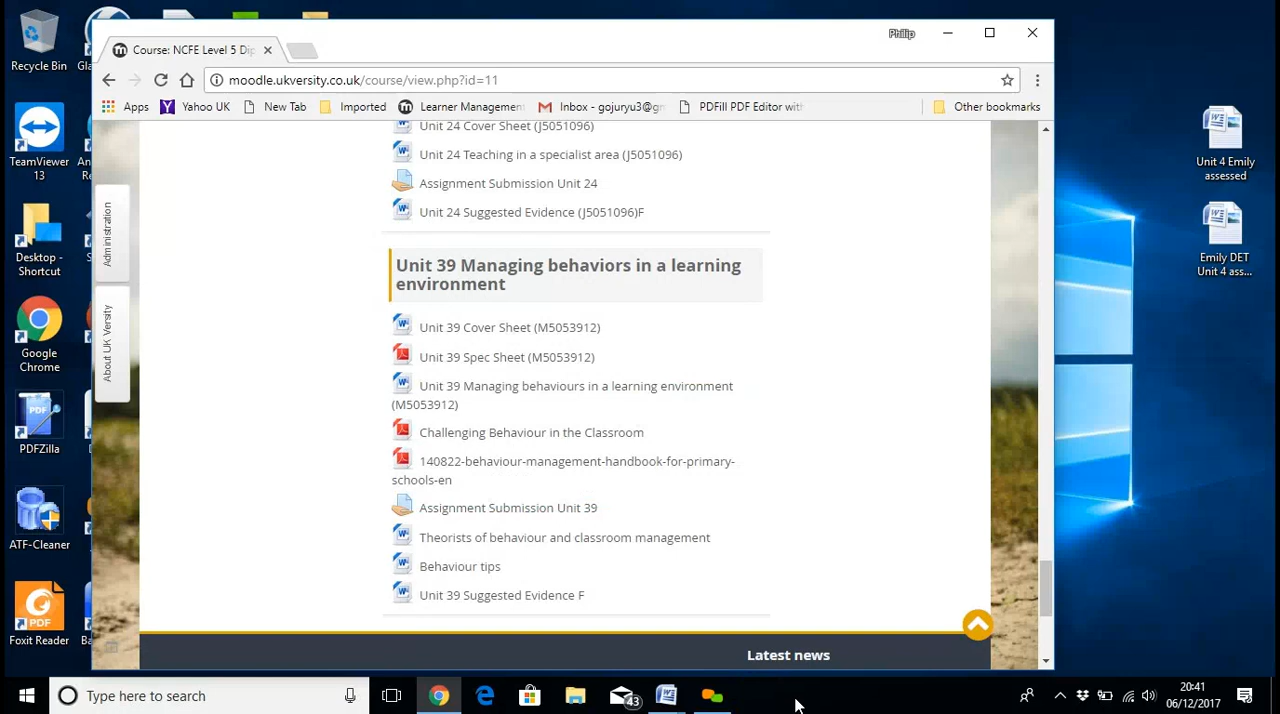 Recycle Bin
TeamViewer
13
Desktop -
Shortcut
Google
Chrome
PDFZilla
ATF-Cleaner
Foxit Reader
Course: NCFE Level 5 Dip
Philip
moodle.ukversity.co.uk/course/view.php?id=11
Apps
Yahoo UK
New Tab
Imported
Learner Management
Inbox - gojuryu3@gm
PDFill PDF Editor with
Other bookmarks
Administration
About UK Versity
Unit 24 Cover Sheet (J5051096)
Unit 24 Teaching in a specialist area (J5051096)
Assignment Submission Unit 24
Unit 24 Suggested Evidence (J5051096)F
Unit 39 Managing behaviors in a learning
environment
Unit 39 Cover Sheet (M5053912)
Unit 39 Spec Sheet (M5053912)
Unit 39 Managing behaviours in a learning environment
(M5053912)
Challenging Behaviour in the Classroom
140822-behaviour-management-handbook-for-primary-
schools-en
Assignment Submission Unit 39
Theorists of behaviour and classroom management
Behaviour tips
Unit 39 Suggested Evidence F
Latest news
Unit 4 Emily
assessed
Emily DET
Unit 4 ass...
Type here to search
43
20:41
06/12/2017